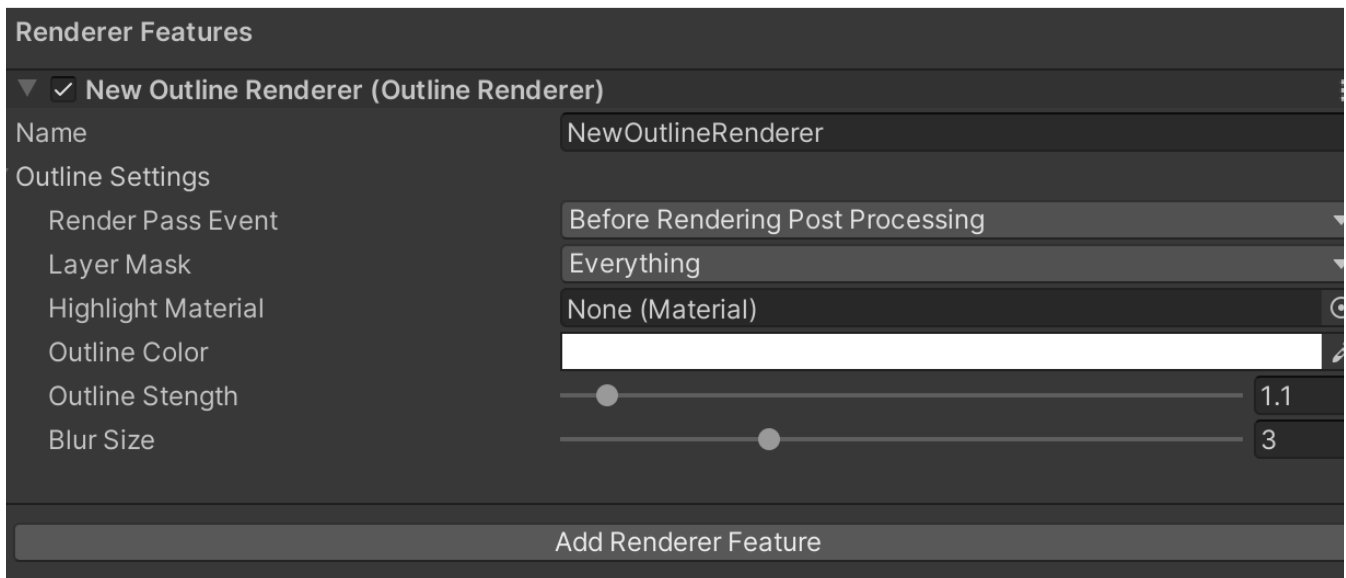 Renderer Features
New Outline Renderer (Outline Renderer)
Name NewOutlineRenderer
Outline Settings
Render Pass Event Before Rendering Post Processing
Layer Mask Everything
Highlight Material None (Material)
Outline Color
Outline Stength 1.1
Blur Size 3
Add Renderer Feature